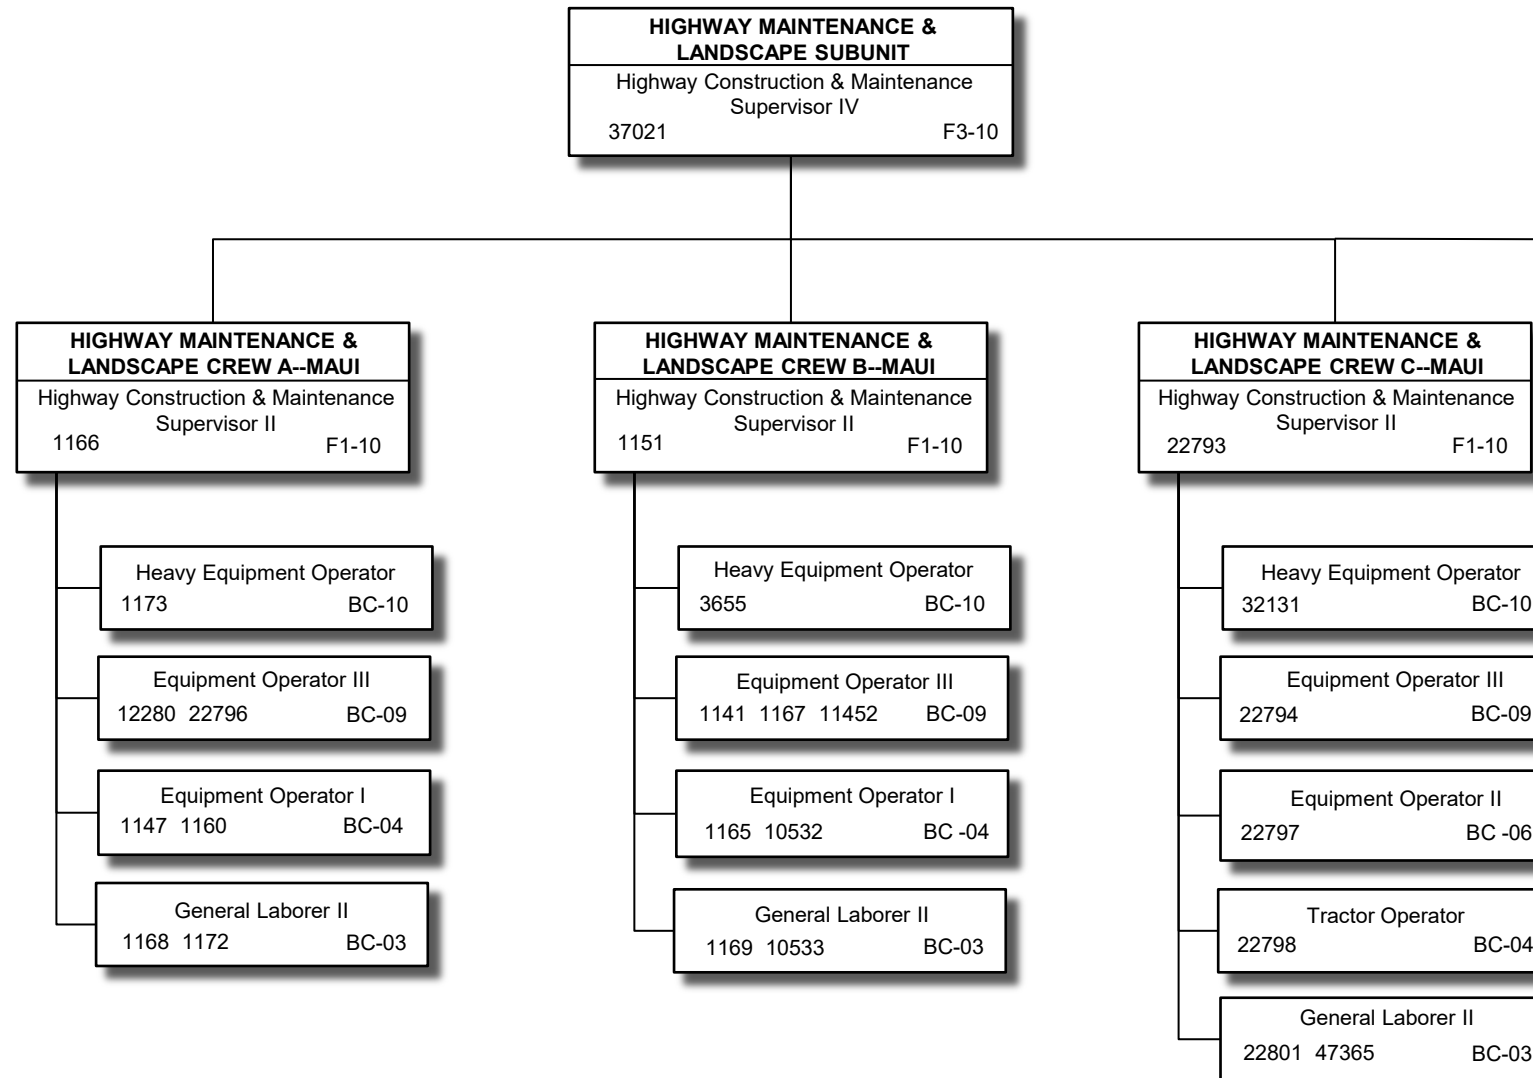 HIGHWAY MAINTENANCE &
LANDSCAPE SUBUNIT
Highway Construction & Maintenance
Supervisor IV
37021 F3-10
HIGHWAY MAINTENANCE &
LANDSCAPE CREW A--MAUI
Highway Construction & Maintenance
Supervisor II
1166 F1-10
Heavy Equipment Operator
1173 BC-10
Equipment Operator III
12280 22796 BC-09
Equipment Operator I
1147 1160 BC-04
General Laborer II
1168 1172 BC-03
HIGHWAY MAINTENANCE &
LANDSCAPE CREW B--MAUI
Highway Construction & Maintenance
Supervisor II
1151 F1-10
Heavy Equipment Operator
3655 BC-10
Equipment Operator III
1141 1167 11452 BC-09
Equipment Operator I
1165 10532 BC -04
General Laborer II
1169 10533 BC-03
HIGHWAY MAINTENANCE &
LANDSCAPE CREW C--MAUI
Highway Construction & Maintenance
Supervisor II
22793 F1-10
Heavy Equipment Operator
32131 BC-10
Equipment Operator III
22794 BC-09
Equipment Operator II
22797 BC -06
Tractor Operator
22798 BC-04
General Laborer II
22801 47365 BC-03